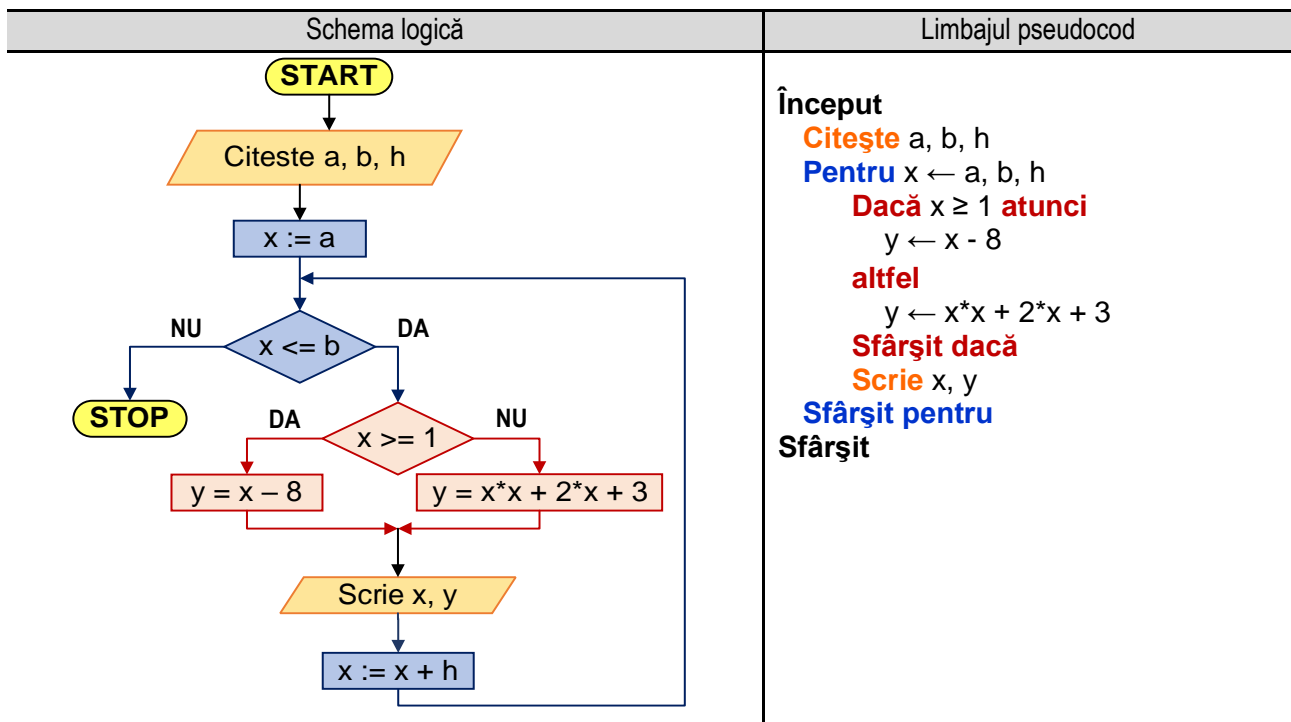 Schema logică
Limbajul pseudocod
START
Citeste a, b, h
x := a
NU
DA
x <= b
STOP
DA
NU
x >= 1
y = x – 8
y = x*x + 2*x + 3
Scrie x, y
x := x + h
Început
Citeşte a, b, h
Pentru x ← a, b, h
Dacă x ≥ 1 atunci
y ← x - 8
altfel
y ← x*x + 2*x + 3
Sfârşit dacă
Scrie x, y
Sfârşit pentru
Sfârşit